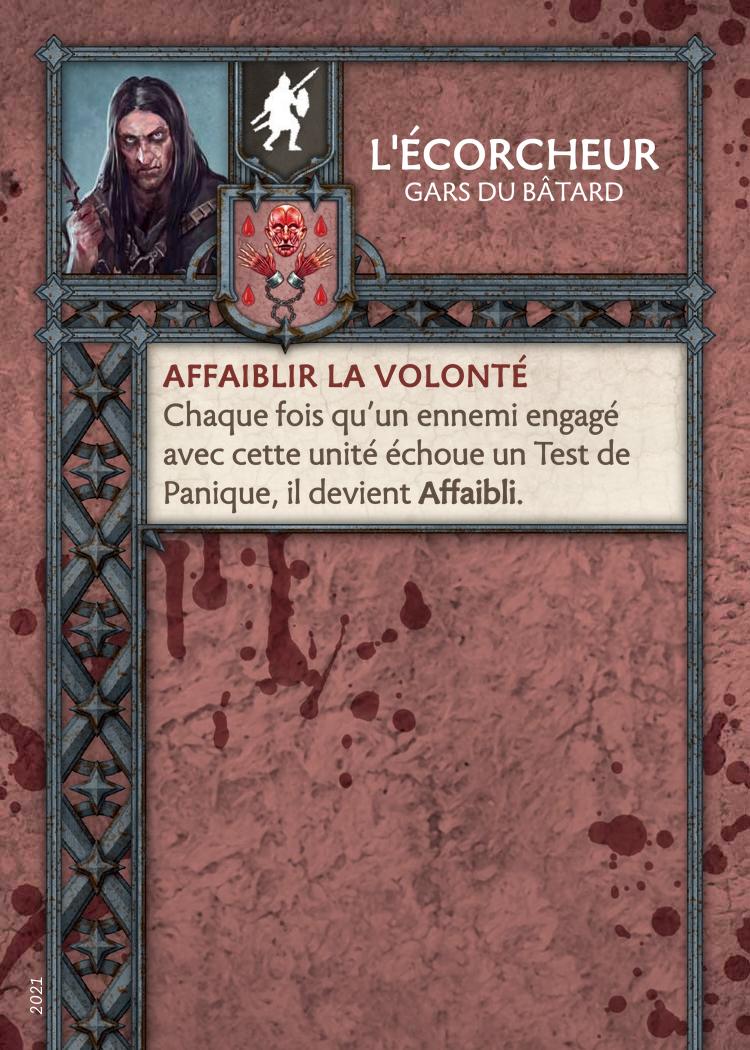 L'ÉCORCHEUR
GARS DU BÂTARD
AFFAIBLIR LA VOLONTÉ
Chaque fois qu’un ennemi engagé
avec cette unité échoue un Test de
Panique, il devient Affaibli.
2021